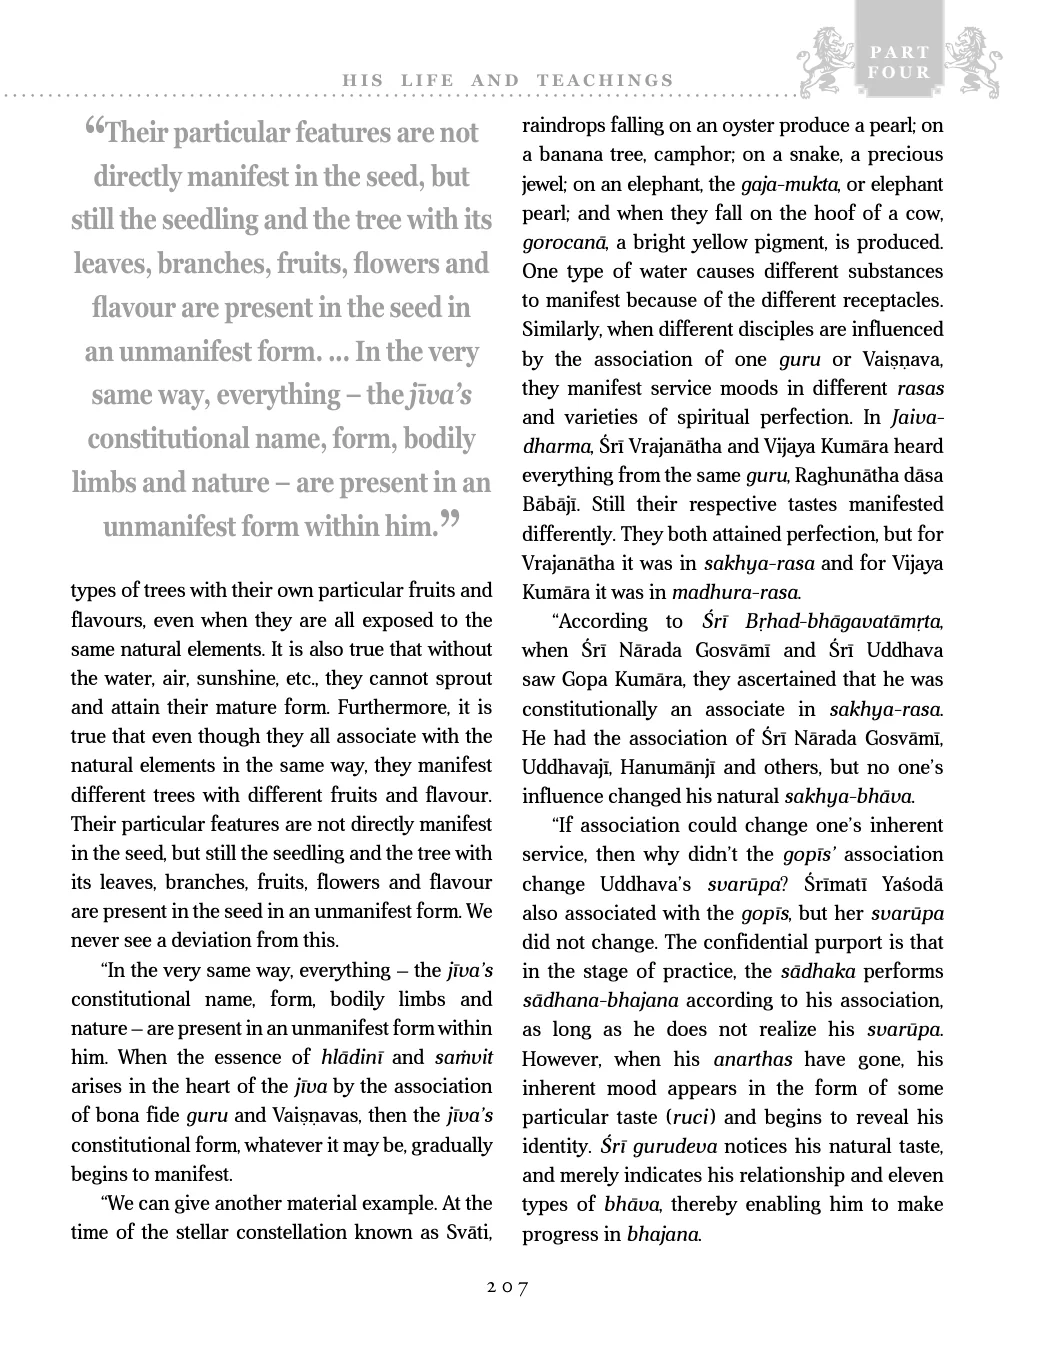 PART
FOUR
HIS LIFE AND TEACHINGS
“Their particular features are not
directly manifest in the seed, but
still the seedling and the tree with its
leaves, branches, fruits, flowers and
flavour are present in the seed in
an unmanifest form. ... In the very
same way, everything – the jīva’s
constitutional name, form, bodily
limbs and nature – are present in an
unmanifest form within him.”
types of trees with their own particular fruits and
flavours, even when they are all exposed to the
same natural elements. It is also true that without
the water, air, sunshine, etc., they cannot sprout
and attain their mature form. Furthermore, it is
true that even though they all associate with the
natural elements in the same way, they manifest
different trees with different fruits and flavour.
Their particular features are not directly manifest
in the seed, but still the seedling and the tree with
its leaves, branches, fruits, flowers and flavour
are present in the seed in an unmanifest form. We
never see a deviation from this.
“In the very same way, everything – the jīva’s
constitutional name, form, bodily limbs and
nature – are present in an unmanifest form within
him. When the essence of hlādinī and saṁvit
arises in the heart of the jīva by the association
of bona fide guru and Vaiṣṇavas, then the jīva’s
constitutional form, whatever it may be, gradually
begins to manifest.
“We can give another material example. At the
time of the stellar constellation known as Svāti,
raindrops falling on an oyster produce a pearl; on
a banana tree, camphor; on a snake, a precious
jewel; on an elephant, the gaja-mukta, or elephant
pearl; and when they fall on the hoof of a cow,
gorocanā, a bright yellow pigment, is produced.
One type of water causes different substances
to manifest because of the different receptacles.
Similarly, when different disciples are influenced
by the association of one guru or Vaiṣṇava,
they manifest service moods in different rasas
and varieties of spiritual perfection. In Jaiva-
dharma, Śrī Vrajanātha and Vijaya Kumāra heard
everything from the same guru, Raghunātha dāsa
Bābājī. Still their respective tastes manifested
differently. They both attained perfection, but for
Vrajanātha it was in sakhya-rasa and for Vijaya
Kumāra it was in madhura-rasa.
“According to Śrī Bṛhad-bhāgavatāmṛta,
when Śrī Nārada Gosvāmī and Śrī Uddhava
saw Gopa Kumāra, they ascertained that he was
constitutionally an associate in sakhya-rasa.
He had the association of Śrī Nārada Gosvāmī,
Uddhavajī, Hanumānjī and others, but no one’s
influence changed his natural sakhya-bhāva.
“If association could change one’s inherent
service, then why didn’t the gopīs’ association
change Uddhava’s svarūpa? Śrīmatī Yaśodā
also associated with the gopīs, but her svarūpa
did not change. The confidential purport is that
in the stage of practice, the sādhaka performs
sādhana-bhajana according to his association,
as long as he does not realize his svarūpa.
However, when his anarthas have gone, his
inherent mood appears in the form of some
particular taste (ruci) and begins to reveal his
identity. Śrī gurudeva notices his natural taste,
and merely indicates his relationship and eleven
types of bhāva, thereby enabling him to make
progress in bhajana.
207